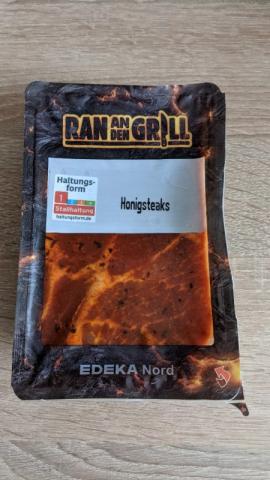 RAN AN DEN GRILL
Haltungs-
form
1
Stallhaltung
haltungsform.de
Honigsteaks
EDEKA Nord